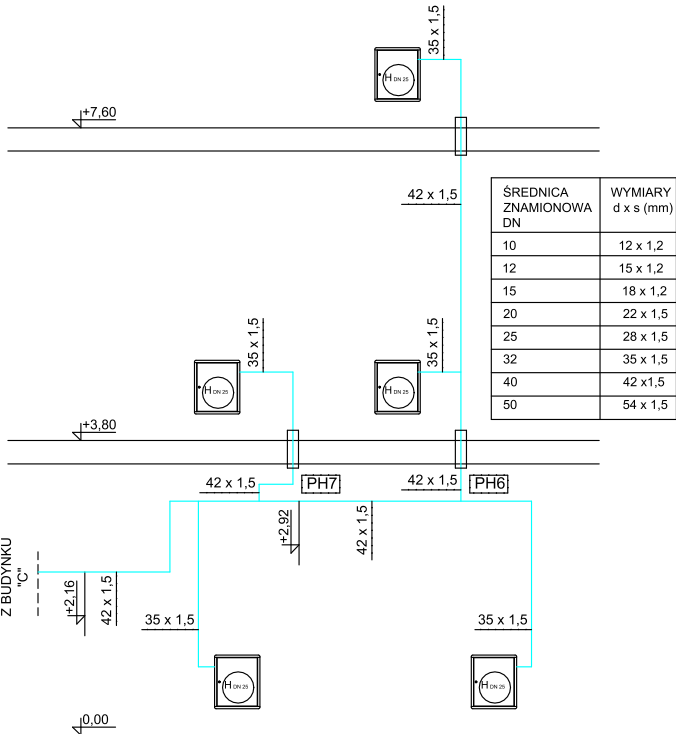 35 x 1,5
H DN 25
+7,60
42 x 1,5
ŚREDNICA ZNAMIONOWA DN
WYMIARY d x s (mm)
10
12 x 1,2
12
15 x 1,2
15
18 x 1,2
20
22 x 1,5
25
28 x 1,5
32
35 x 1,5
40
42 x1,5
50
54 x 1,5
35 x 1,5
35 x 1,5
H DN 25
H DN 25
+3,80
42 x 1,5
PH7
42 x 1,5
PH6
+2,92
42 x 1,5
Z BUDYNKU
"C"
+2,16
42 x 1,5
35 x 1,5
35 x 1,5
H DN 25
H DN 25
0,00